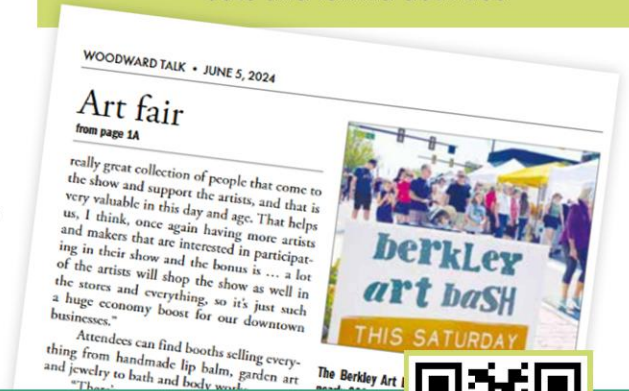 WOODWARD TALK • JUNE 5, 2024
Art fair
from page 1A
really great collection of people that come to
the show and support the artists, and that is
very valuable in this day and age. That helps
us, I think, once again having more artists
and makers that are interested in participat-
ing in their show and the bonus is ... a lot
of the artists will shop the show as well in
the stores and everything, so it's just such
a huge economy boost for our downtown
businesses."
Attendees can find booths selling every-
thing from handmade lip balm, garden art
and jewelry to bath and body
berkley
art bash
THIS SATURDAY
The Berkley Art